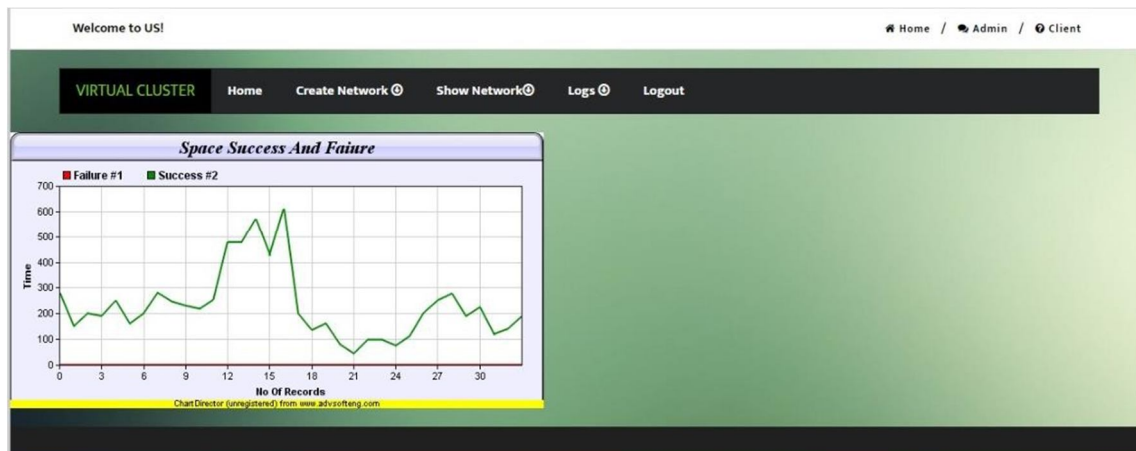 Welcome to US!
Home / Admin / Client
VIRTUAL CLUSTER Home Create Network Show Network Logs Logout
Space Success And Faiure
Failure #1 Success #2
700
600
500
400
300
200
100
0
Time
0 3 6 9 12 15 18 21 24 27 30
No Of Records
ChartDirector (unregistered) from www.advsofteng.com